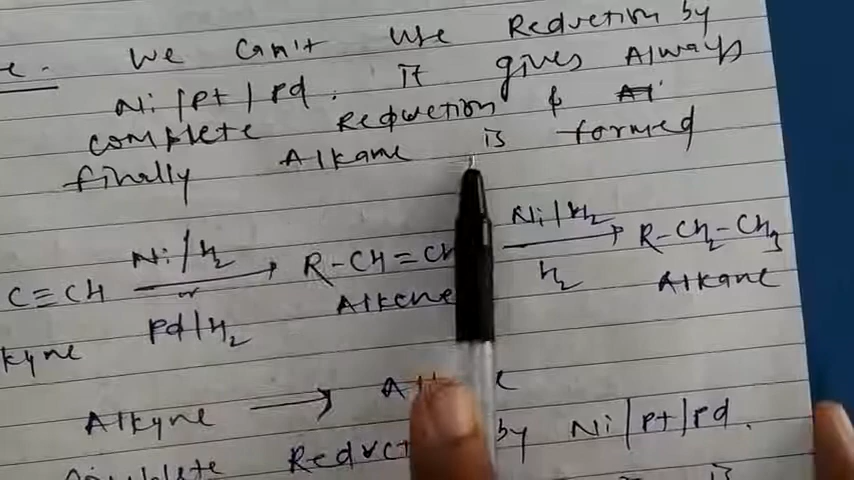 We Can't Use Reduction by
Ni/Pt/Pd. It gives Always
complete Reduction &
finally Alkane is formed
C≡CH Ni/H2 or Pd/H2 → R-CH=CH Ni/H2 → R-CH2-CH3
H2
Alkene Alkane
Alkyne →
Reduct by Ni/Pt/Pd.
is